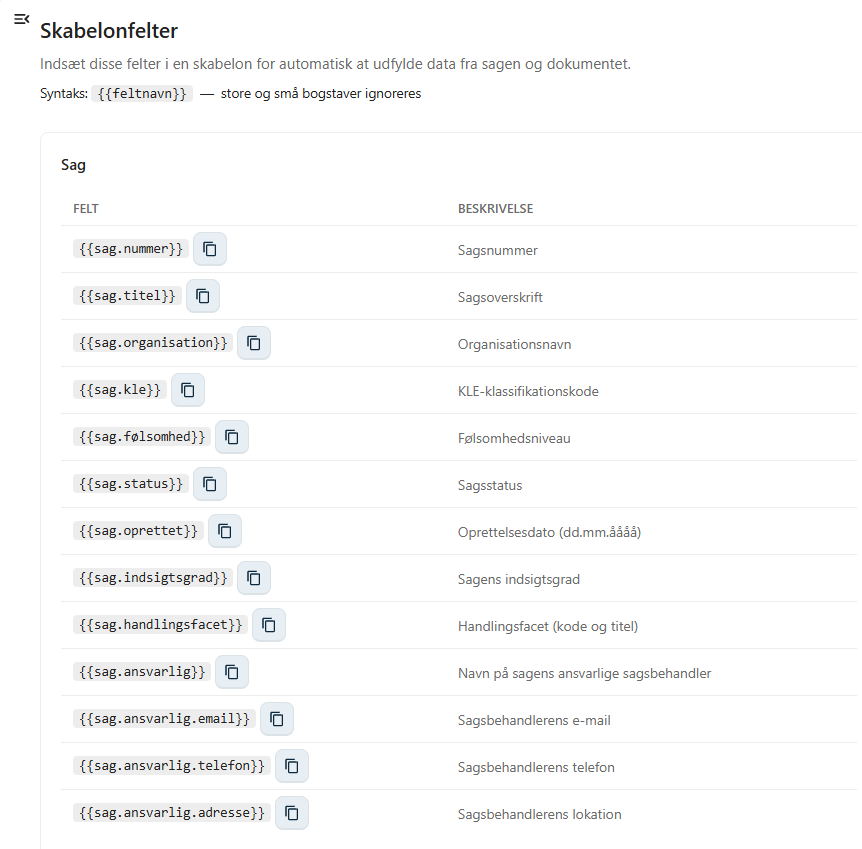 Skabelonfelter
Indsæt disse felter i en skabelon for automatisk at udfylde data fra sagen og dokumentet.
Syntaks: {{feltnavn}} — store og små bogstaver ignoreres
Sag
FELT BESKRIVELSE
{{sag.nummer}} Sagsnummer
{{sag.titel}} Sagsoverskrift
{{sag.organisation}} Organisationsnavn
{{sag.kle}} KLE-klassifikationskode
{{sag.følsomhed}} Følsomhedsniveau
{{sag.status}} Sagsstatus
{{sag.oprettet}} Oprettelsesdato (dd.mm.åååå)
{{sag.indsigtsgrad}} Sagens indsigtsgrad
{{sag.handlingsfacet}} Handlingsfacet (kode og titel)
{{sag.ansvarlig}} Navn på sagens ansvarlige sagsbehandler
{{sag.ansvarlig.email}} Sagsbehandlerens e-mail
{{sag.ansvarlig.telefon}} Sagsbehandlerens telefon
{{sag.ansvarlig.adresse}} Sagsbehandlerens lokation